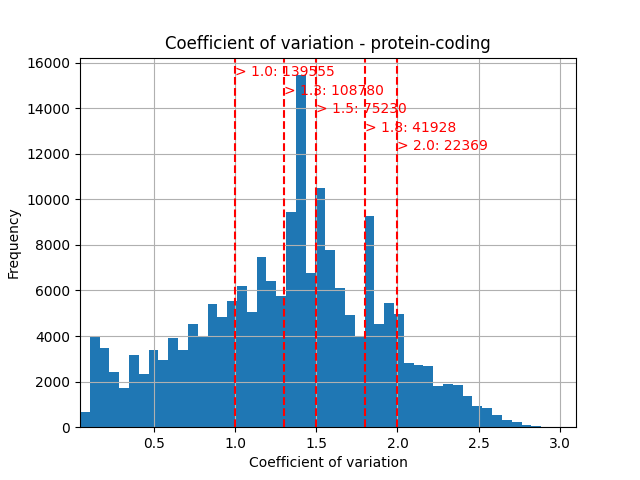 Coefficient of variation - protein-coding
16000
14000
12000
10000
8000
6000
4000
2000
0
Frequency
> 1.0: 139555
> 1.3: 108780
> 1.5: 75230
> 1.8: 41928
> 2.0: 22369
0.5 1.0 1.5 2.0 2.5 3.0
Coefficient of variation